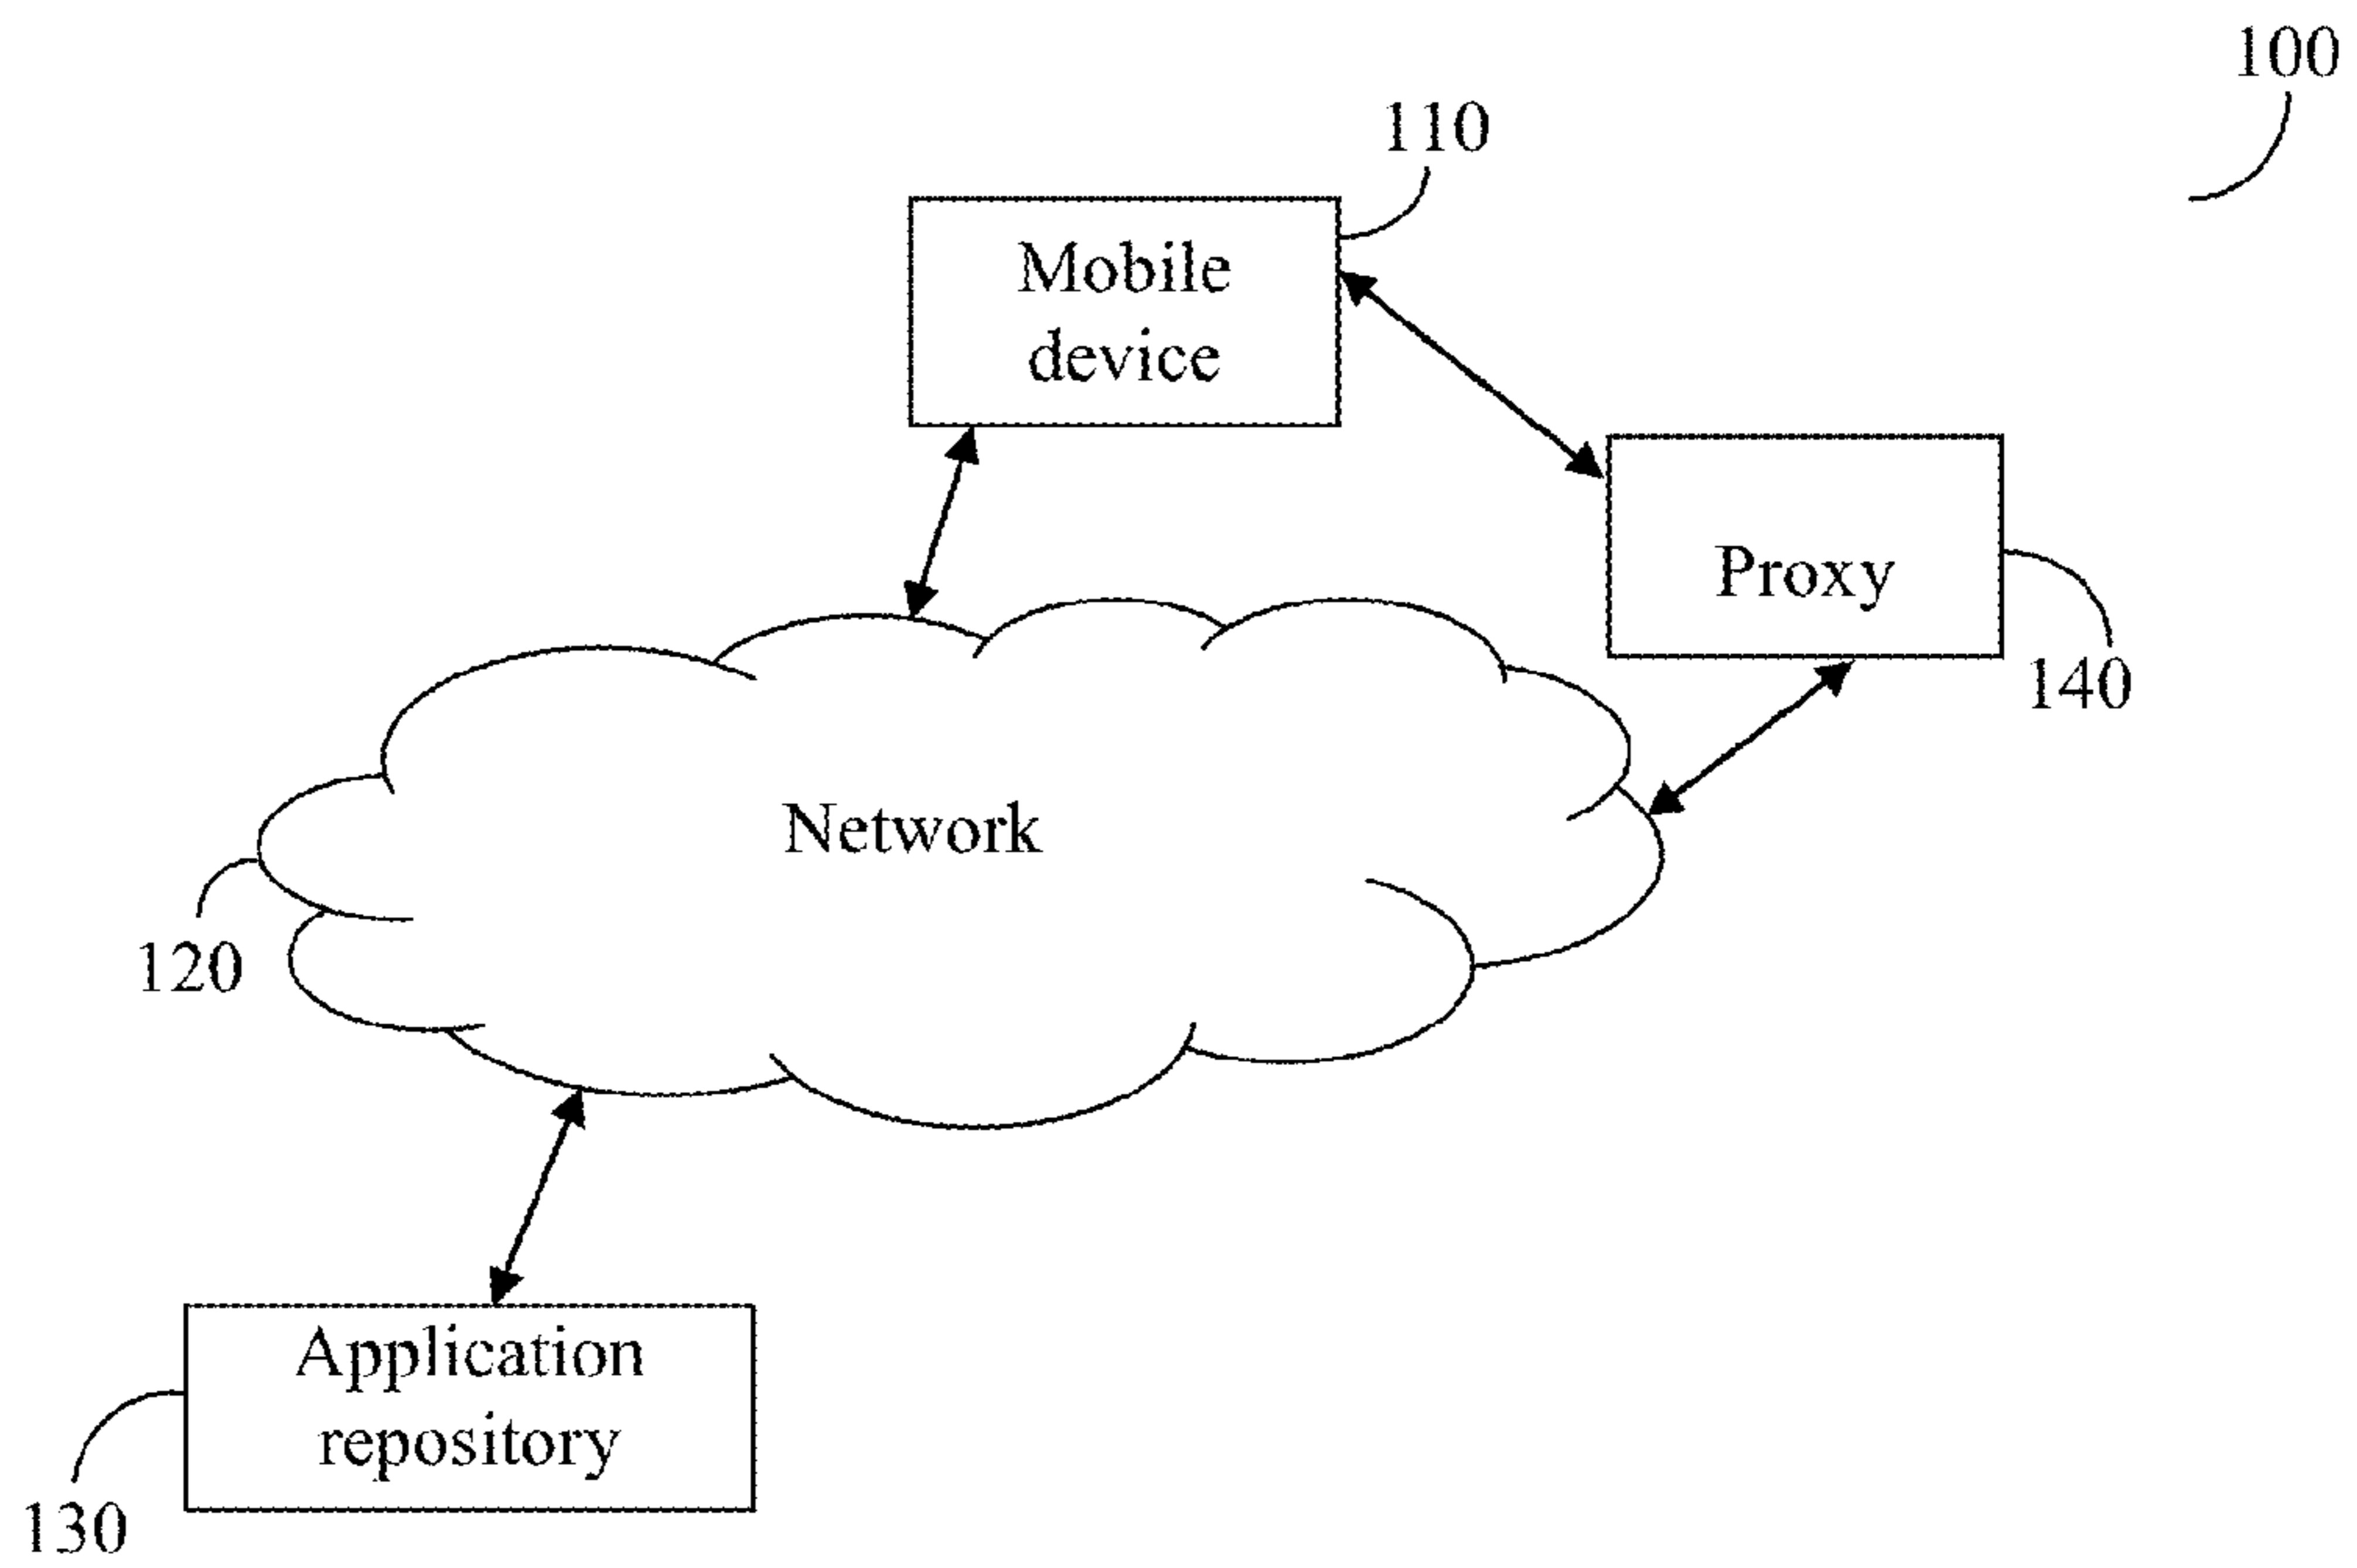 100
110
Mobile
device
Proxy
140
Network
120
Application
repository
130